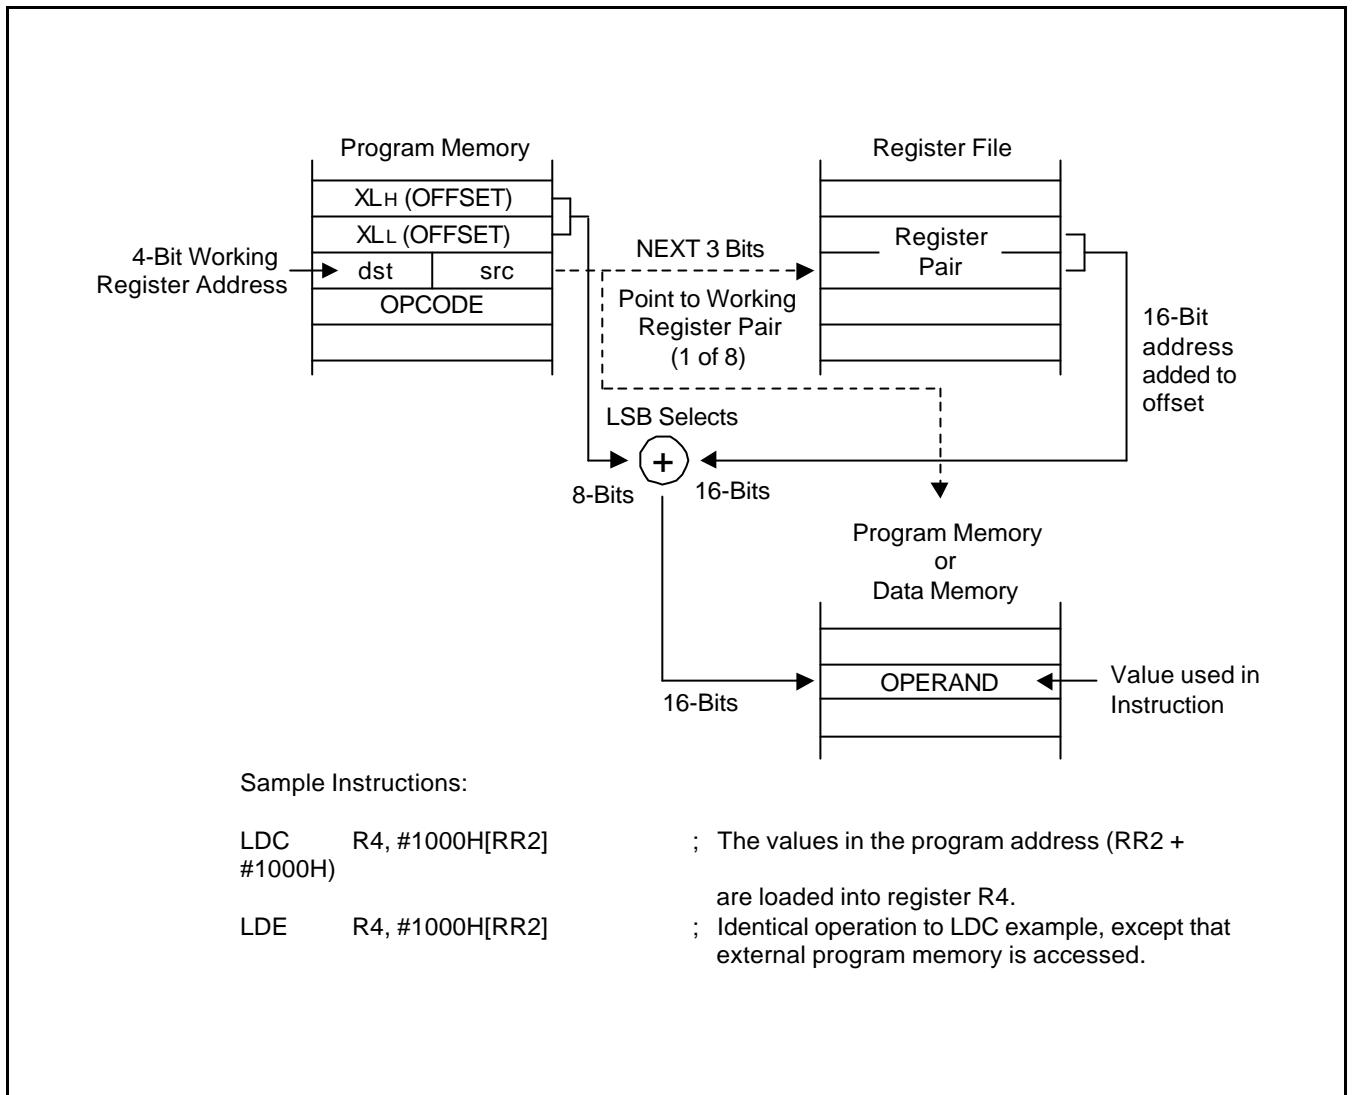 Program Memory
Register File
XLH (OFFSET)
XLL (OFFSET)
4-Bit Working
Register Address
dst
src
OPCODE
NEXT 3 Bits
Point to Working
Register Pair
(1 of 8)
Register
Pair
16-Bit
address
added to
offset
LSB Selects
+
8-Bits
16-Bits
Program Memory
or
Data Memory
16-Bits
OPERAND
Value used in
Instruction
Sample Instructions:
LDC R4, #1000H[RR2] ; The values in the program address (RR2 +
#1000H)
are loaded into register R4.
LDE R4, #1000H[RR2] ; Identical operation to LDC example, except that
external program memory is accessed.